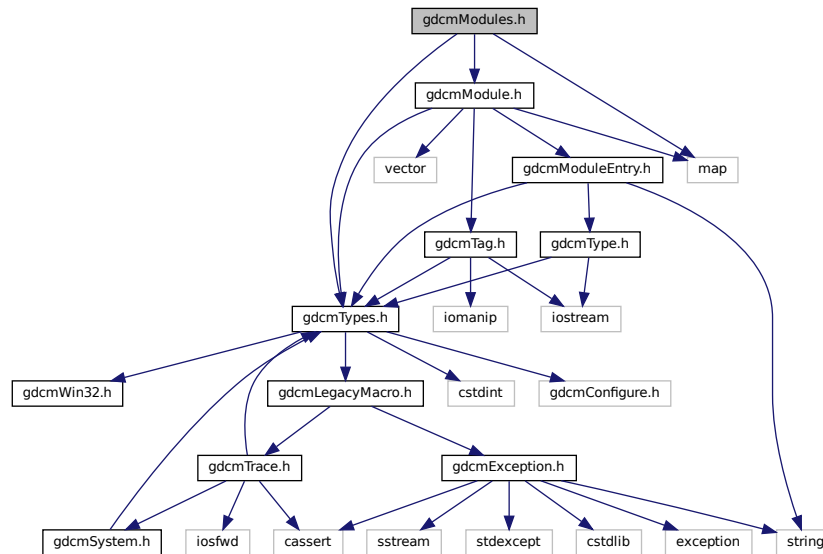 gdcmModules.h
gdcmModule.h
vector
gdcmModuleEntry.h
map
gdcmTag.h
gdcmType.h
gdcmTypes.h
iomanip
iostream
gdcmWin32.h
gdcmLegacyMacro.h
cstdint
gdcmConfigure.h
gdcmTrace.h
gdcmException.h
gdcmSystem.h
iosfwd
cassert
sstream
stdexcept
cstdlib
exception
string